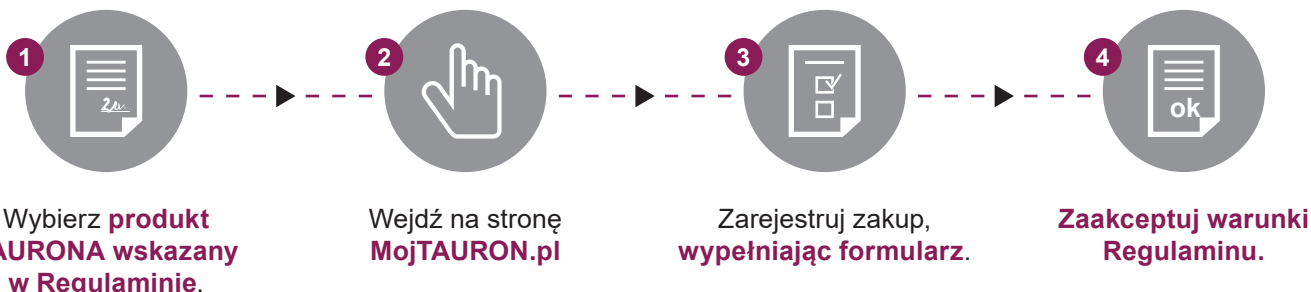 1
2
3
4
ok
Wybierz produkt
AURONA wskazany
w Regulaminie.
Wejdź na stronę
MojTAURON.pl
Zarejestruj zakup,
wypełniając formularz.
Zaakceptuj warunki
Regulaminu.